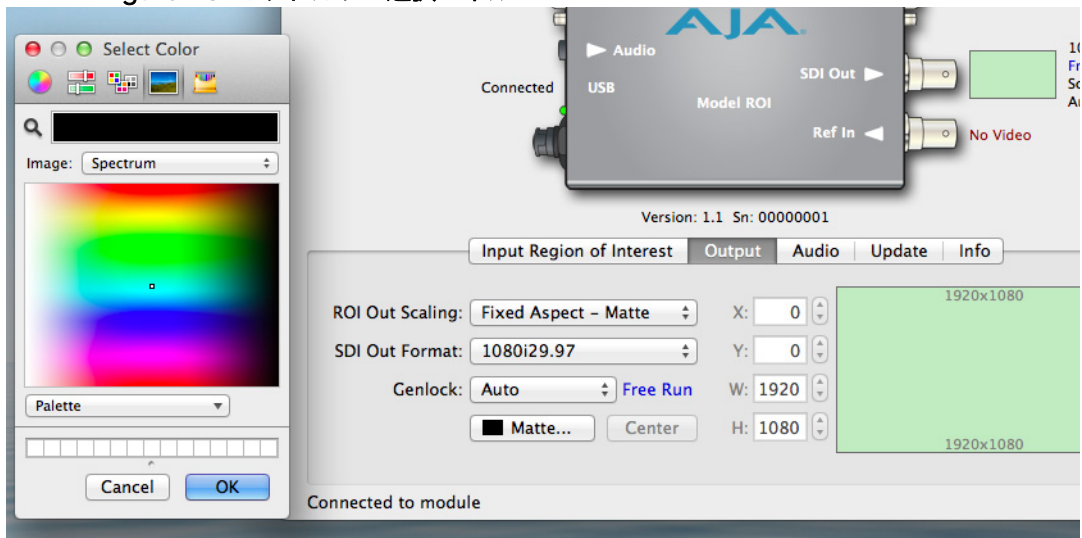 Select Color
Image: Spectrum
Palette
Cancel
OK
AJA
Audio
Connected
USB
SDI Out
Model ROI
Ref In
No Video
Version: 1.1 Sn: 00000001
Input Region of Interest
Output
Audio
Update
Info
ROI Out Scaling: Fixed Aspect – Matte
X: 0
SDI Out Format: 1080i29.97
Y: 0
Genlock: Auto
Free Run
W: 1920
Matte...
Center
H: 1080
1920x1080
1920x1080
Connected to module